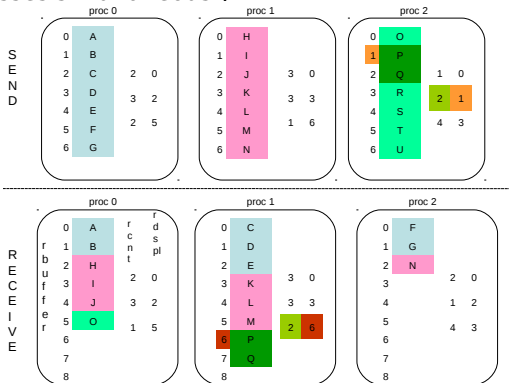 SEND
proc 0
0 A
1 B
2 C 2 0
3 D 3 2
4 E 2 5
5 F
6 G
proc 1
0 H
1 I
2 J 3 0
3 K 3 3
4 L 1 6
5 M
6 N
proc 2
0 O
1 P
2 Q 1 0
3 R 2 1
4 S 4 3
5 T
6 U
RECEIVE
proc 0
rbuffer
rcnt
rdspl
0 A
1 B
2 H
3 I 2 0
4 J 3 2
5 O 1 5
6
7
8
proc 1
0 C
1 D
2 E
3 K 3 0
4 L 3 3
5 M 2 6
6 P
7 Q
8
proc 2
0 F
1 G
2 N
3 2 0
4 1 2
5 4 3
6
7
8